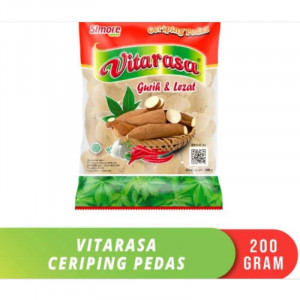 Simore
Ceriping Pedas
Vitarasa
Gurih & Lezat
VITARASA
CERIPING PEDAS
200
GRAM